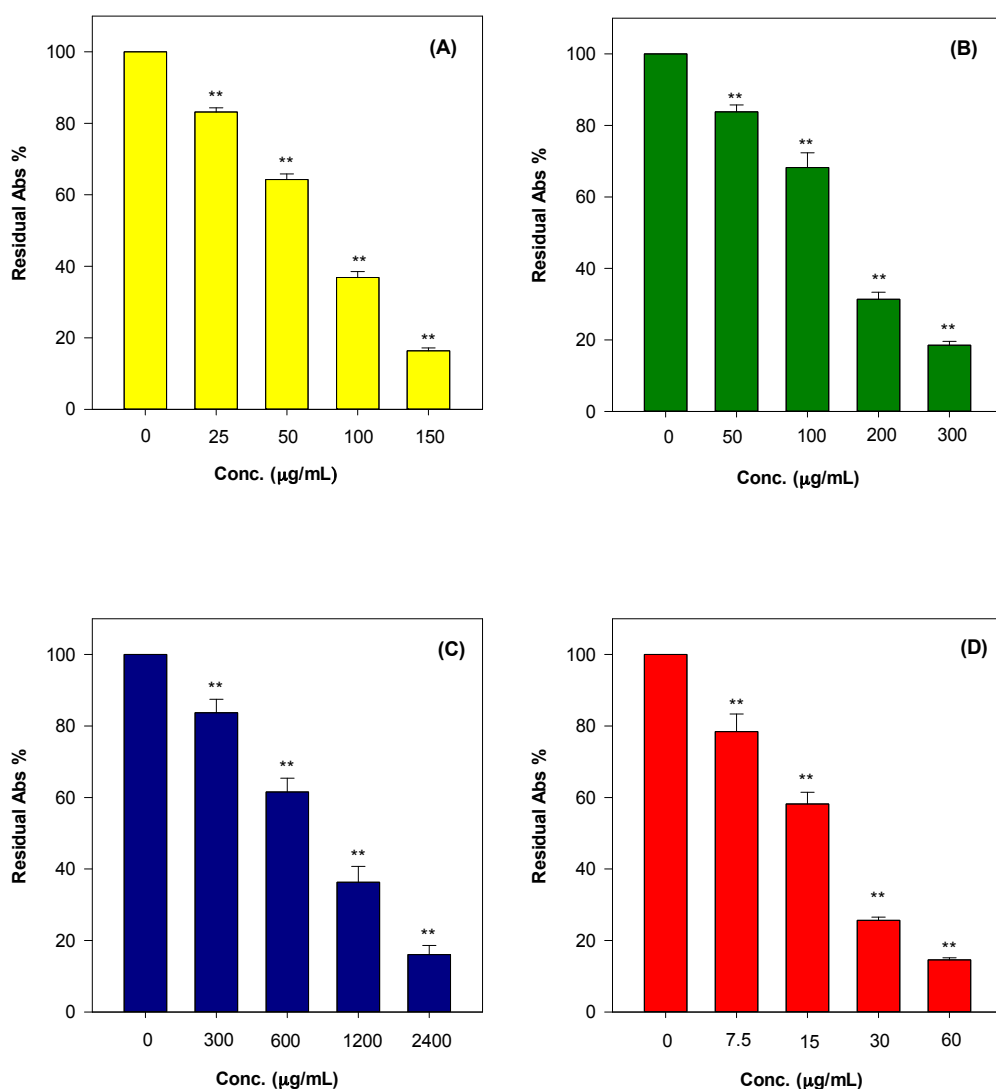 (A)
Residual Abs %
100
80
60
40
20
0
**
**
**
**
0 25 50 100 150
Conc. (μg/mL)
(B)
Residual Abs %
100
80
60
40
20
0
**
**
**
**
0 50 100 200 300
Conc. (μg/mL)
(C)
Residual Abs %
100
80
60
40
20
0
**
**
**
**
0 300 600 1200 2400
Conc. (μg/mL)
(D)
Residual Abs %
100
80
60
40
20
0
**
**
**
**
0 7.5 15 30 60
Conc. (μg/mL)